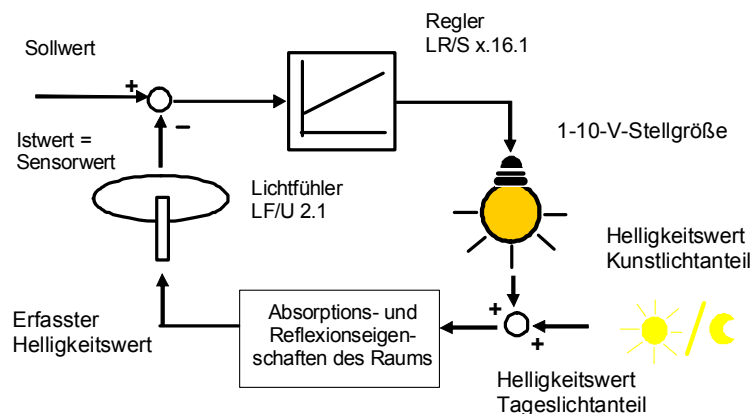 Regler
LR/S x.16.1
Sollwert
+
−
1-10-V-Stellgröße
Istwert =
Sensorwert
Lichtfühler
LF/U 2.1
Helligkeitswert
Kunstlichtanteil
Absorptions- und
Reflexionseigen-
schaften des Raums
+
+
Erfasster
Helligkeitswert
Helligkeitswert
Tageslichtanteil